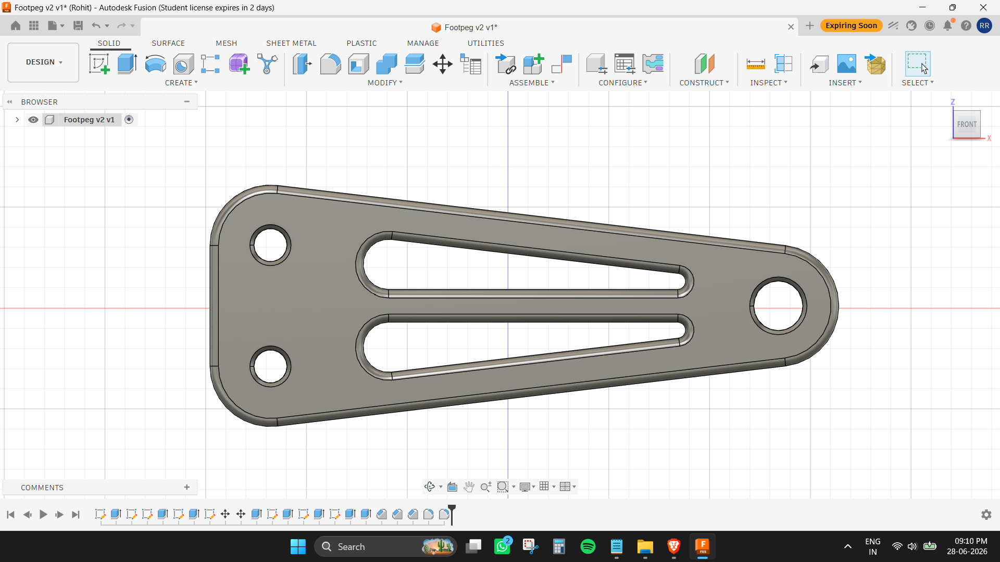 Footpeg v2 v1* (Rohit) - Autodesk Fusion (Student license expires in 2 days)
Footpeg v2 v1*
Expiring Soon
RR
SOLID SURFACE MESH SHEET METAL PLASTIC MANAGE UTILITIES
DESIGN
CREATE MODIFY ASSEMBLE CONFIGURE CONSTRUCT INSPECT INSERT SELECT
BROWSER
Footpeg v2 v1
Z
FRONT
X
COMMENTS
Search
2
F
FUS
ENG
IN
09:10 PM
28-06-2026